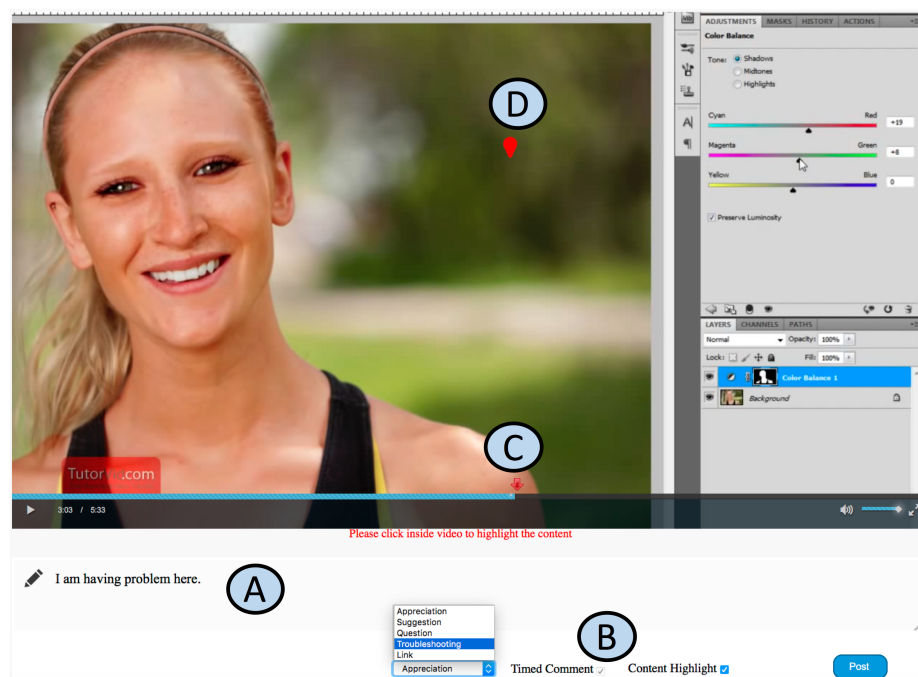 ADJUSTMENTS MASKS HISTORY ACTIONS
Color Balance
Tone: Shadows
Midtones
Highlights
D
Cyan Red +19
Magenta Green +8
Yellow Blue 0
Preserve Luminosity
LAYERS CHANNELS PATHS
Normal Opacity: 100%
Lock: Fill: 100%
Color Balance 1
Background
C
.com
3:03 / 5:33
Please click inside video to highlight the content
I am having problem here.
A
Appreciation
Suggestion
Question
Troubleshooting
Link
B
Appreciation Timed Comment Content Highlight Post